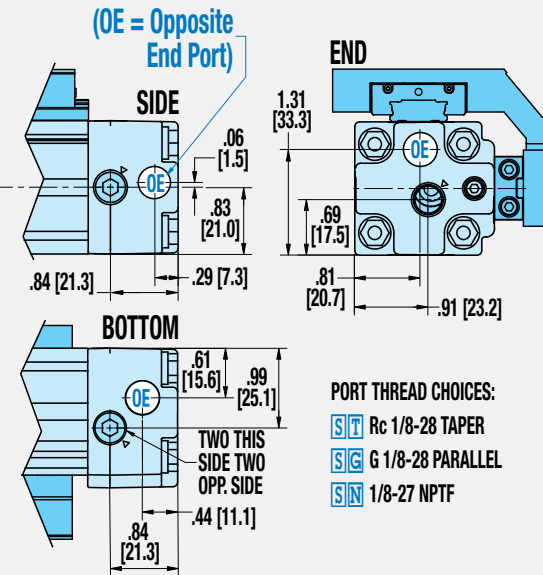 (OE = Opposite
End Port)
SIDE
.06
[1.5]
OE
.83
[21.0]
.84 [21.3]
.29 [7.3]
END
1.31
[33.3]
OE
.69
[17.5]
.81
[20.7]
.91 [23.2]
BOTTOM
.61
[15.6]
.99
[25.1]
OE
TWO THIS
SIDE TWO
OPP. SIDE
.44 [11.1]
.84
[21.3]
PORT THREAD CHOICES:
ST Rc 1/8-28 TAPER
SG G 1/8-28 PARALLEL
SN 1/8-27 NPTF